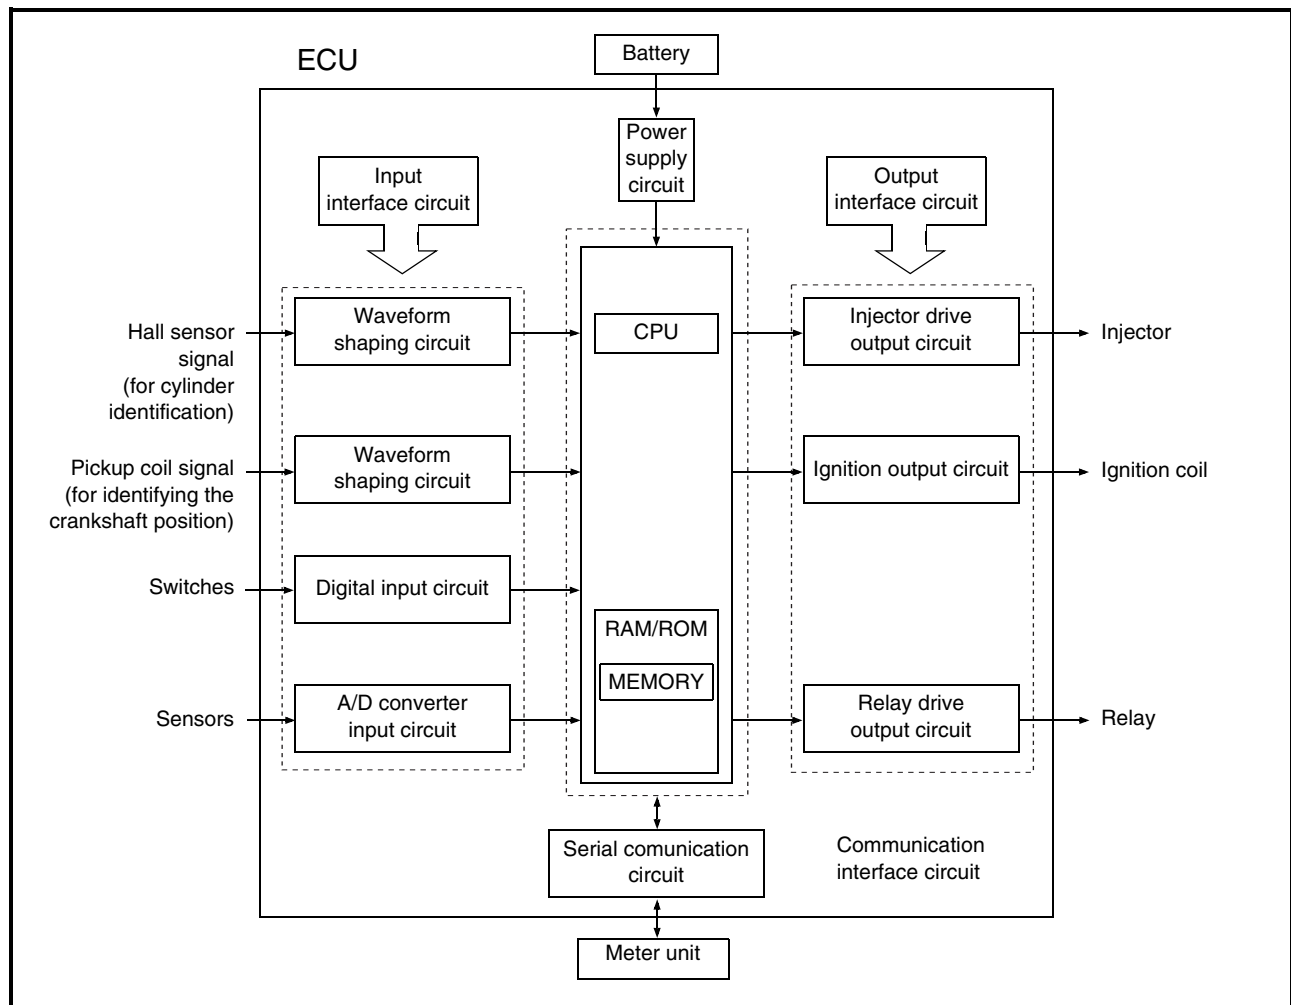 ECU
Battery
Power
supply
circuit
Input
interface circuit
Output
interface circuit
Hall sensor
signal
(for cylinder
identification)
Waveform
shaping circuit
CPU
Injector drive
output circuit
Injector
Pickup coil signal
(for identifying the
crankshaft position)
Waveform
shaping circuit
Ignition output circuit
Ignition coil
Switches
Digital input circuit
RAM/ROM
MEMORY
Sensors
A/D converter
input circuit
Relay drive
output circuit
Relay
Serial comunication
circuit
Communication
interface circuit
Meter unit